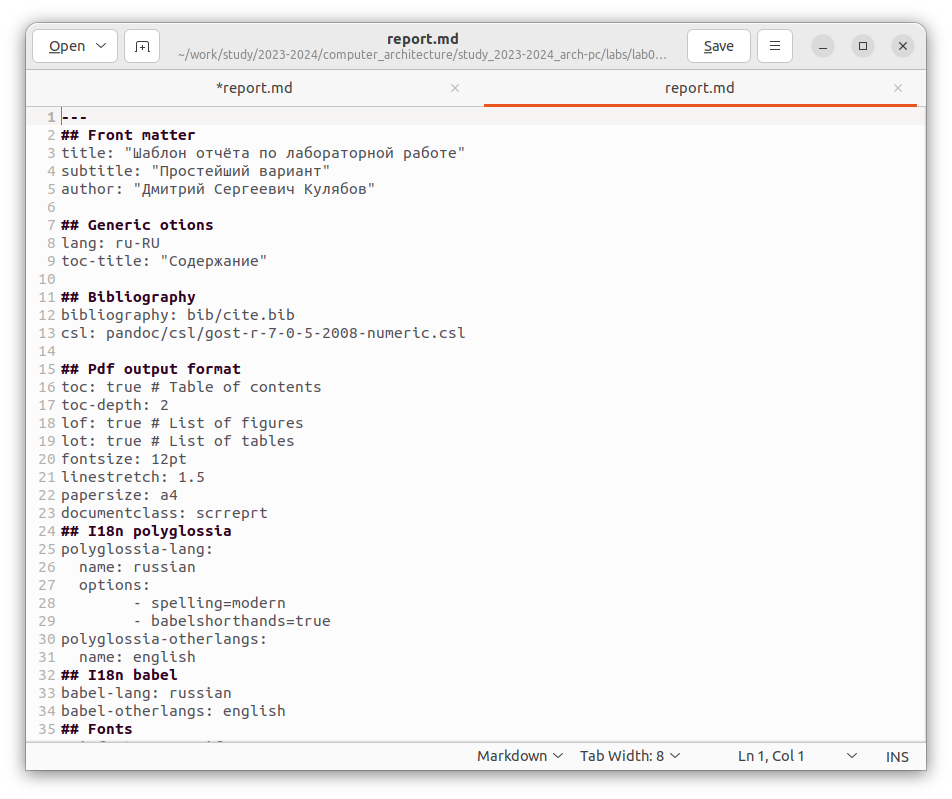 Open
report.md
~/work/study/2023-2024/computer_architecture/study_2023-2024_arch-pc/labs/lab0...
Save
*report.md
report.md
1 ---
2 ## Front matter
3 title: "Шаблон отчёта по лабораторной работе"
4 subtitle: "Простейший вариант"
5 author: "Дмитрий Сергеевич Кулябов"
6
7 ## Generic otions
8 lang: ru-RU
9 toc-title: "Содержание"
10
11 ## Bibliography
12 bibliography: bib/cite.bib
13 csl: pandoc/csl/gost-r-7-0-5-2008-numeric.csl
14
15 ## Pdf output format
16 toc: true # Table of contents
17 toc-depth: 2
18 lof: true # List of figures
19 lot: true # List of tables
20 fontsize: 12pt
21 linestretch: 1.5
22 papersize: a4
23 documentclass: scrreprt
24 ## I18n polyglossia
25 polyglossia-lang:
26   name: russian
27   options:
28         - spelling=modern
29         - babelshorthands=true
30 polyglossia-otherlangs:
31   name: english
32 ## I18n babel
33 babel-lang: russian
34 babel-otherlangs: english
35 ## Fonts
Markdown Tab Width: 8 Ln 1, Col 1 INS